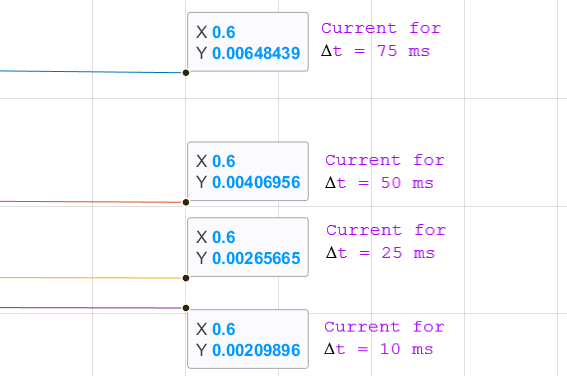 X 0.6
Y 0.00648439
Current for
Δt = 75 ms
X 0.6
Y 0.00406956
Current for
Δt = 50 ms
X 0.6
Y 0.00265665
Current for
Δt = 25 ms
X 0.6
Y 0.00209896
Current for
Δt = 10 ms